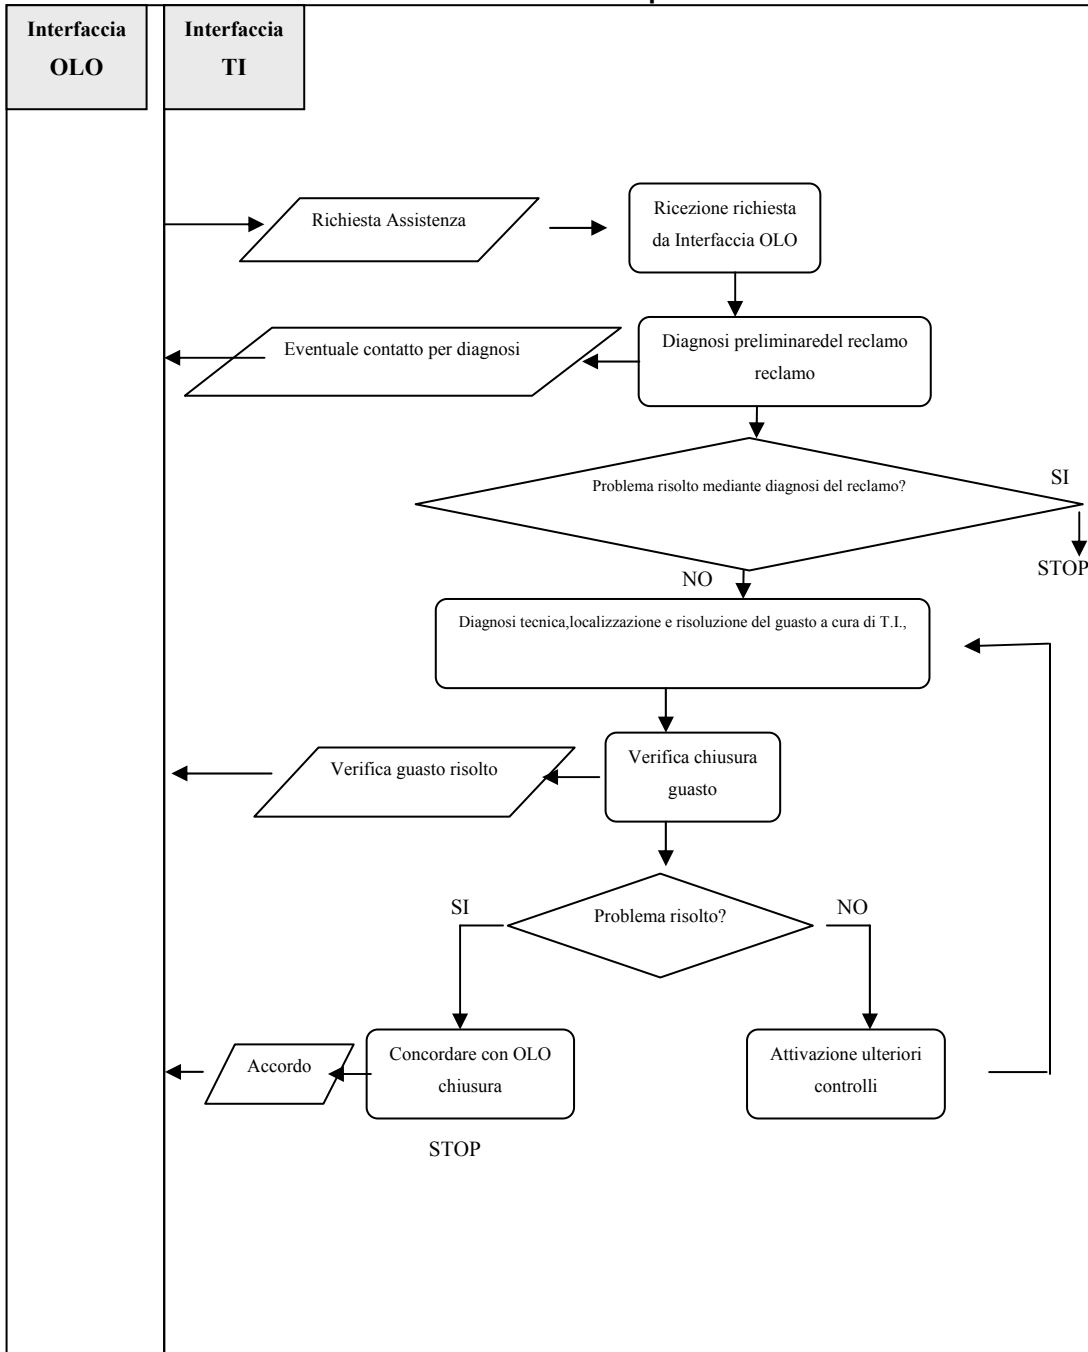 Interfaccia
OLO
Interfaccia
TI
Richiesta Assistenza
Ricezione richiesta
da Interfaccia OLO
Eventuale contatto per diagnosi
Diagnosi preliminaredel reclamo
reclamo
Problema risolto mediante diagnosi del reclamo?
SI
STOP
NO
Diagnosi tecnica,localizzazione e risoluzione del guasto a cura di T.I.,
Verifica guasto risolto
Verifica chiusura
guasto
SI
Problema risolto?
NO
Accordo
Concordare con OLO
chiusura
Attivazione ulteriori
controlli
STOP